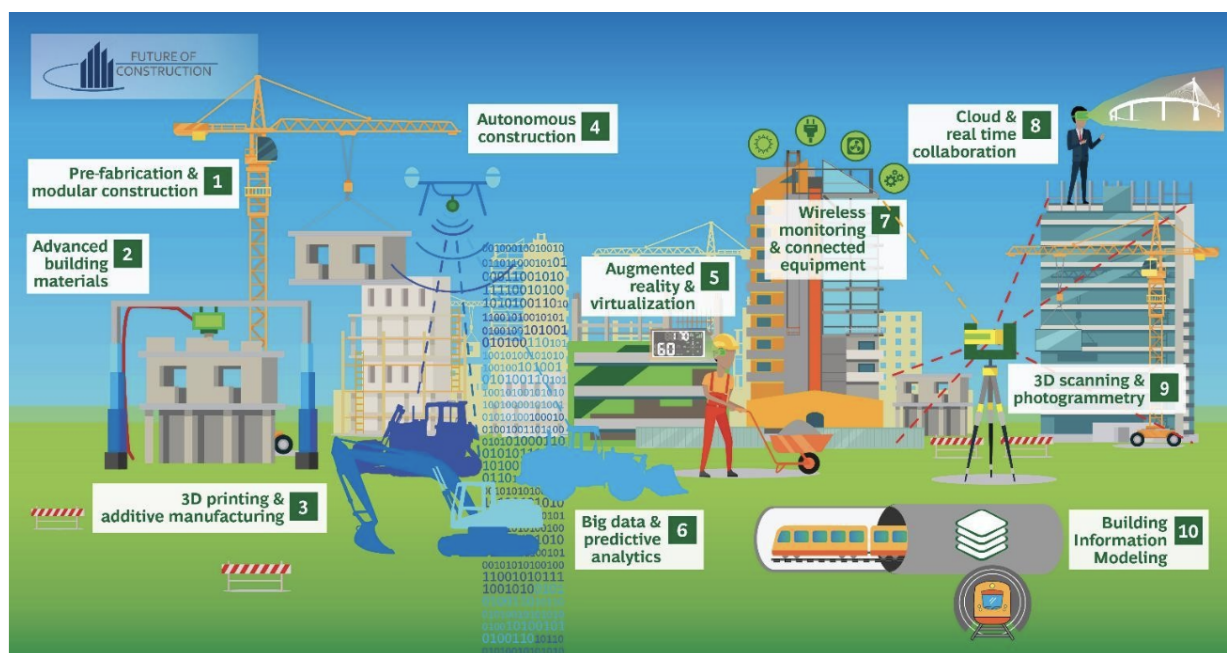 FUTURE OF
CONSTRUCTION
Pre-fabrication &
modular construction 1
Advanced
building
materials 2
3D printing &
additive manufacturing 3
Autonomous
construction 4
Augmented
reality &
virtualization 5
60
Big data &
predictive
analytics 6
Wireless
monitoring
& connected
equipment 7
Cloud &
real time
collaboration 8
3D scanning &
photogrammetry 9
Building
Information
Modeling 10